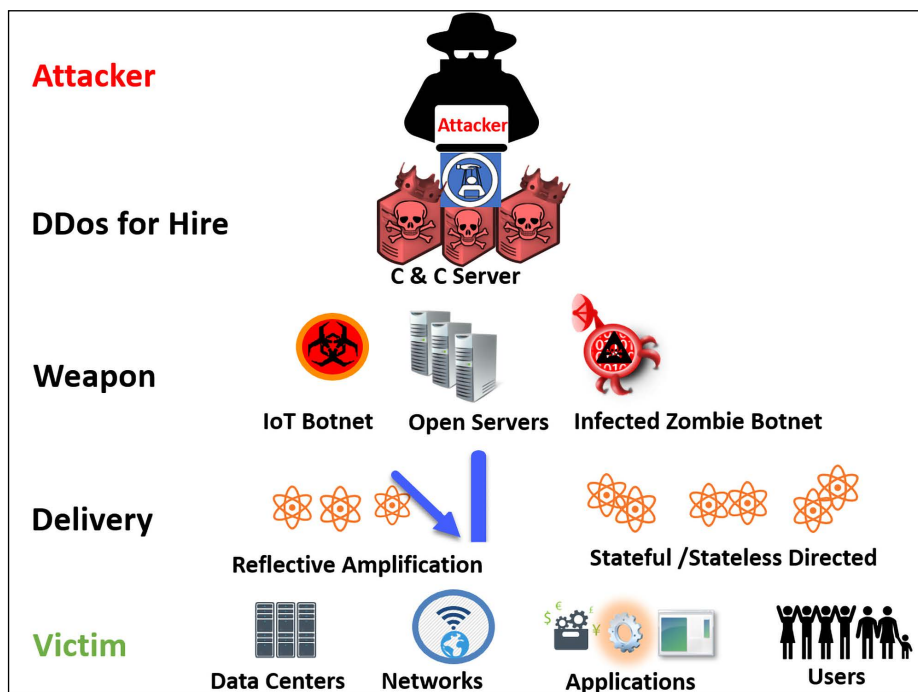 Attacker
Attacker
DDos for Hire
C & C Server
Weapon
IoT Botnet
Open Servers
Infected Zombie Botnet
Delivery
Reflective Amplification
Stateful /Stateless Directed
Victim
Data Centers
Networks
Applications
Users